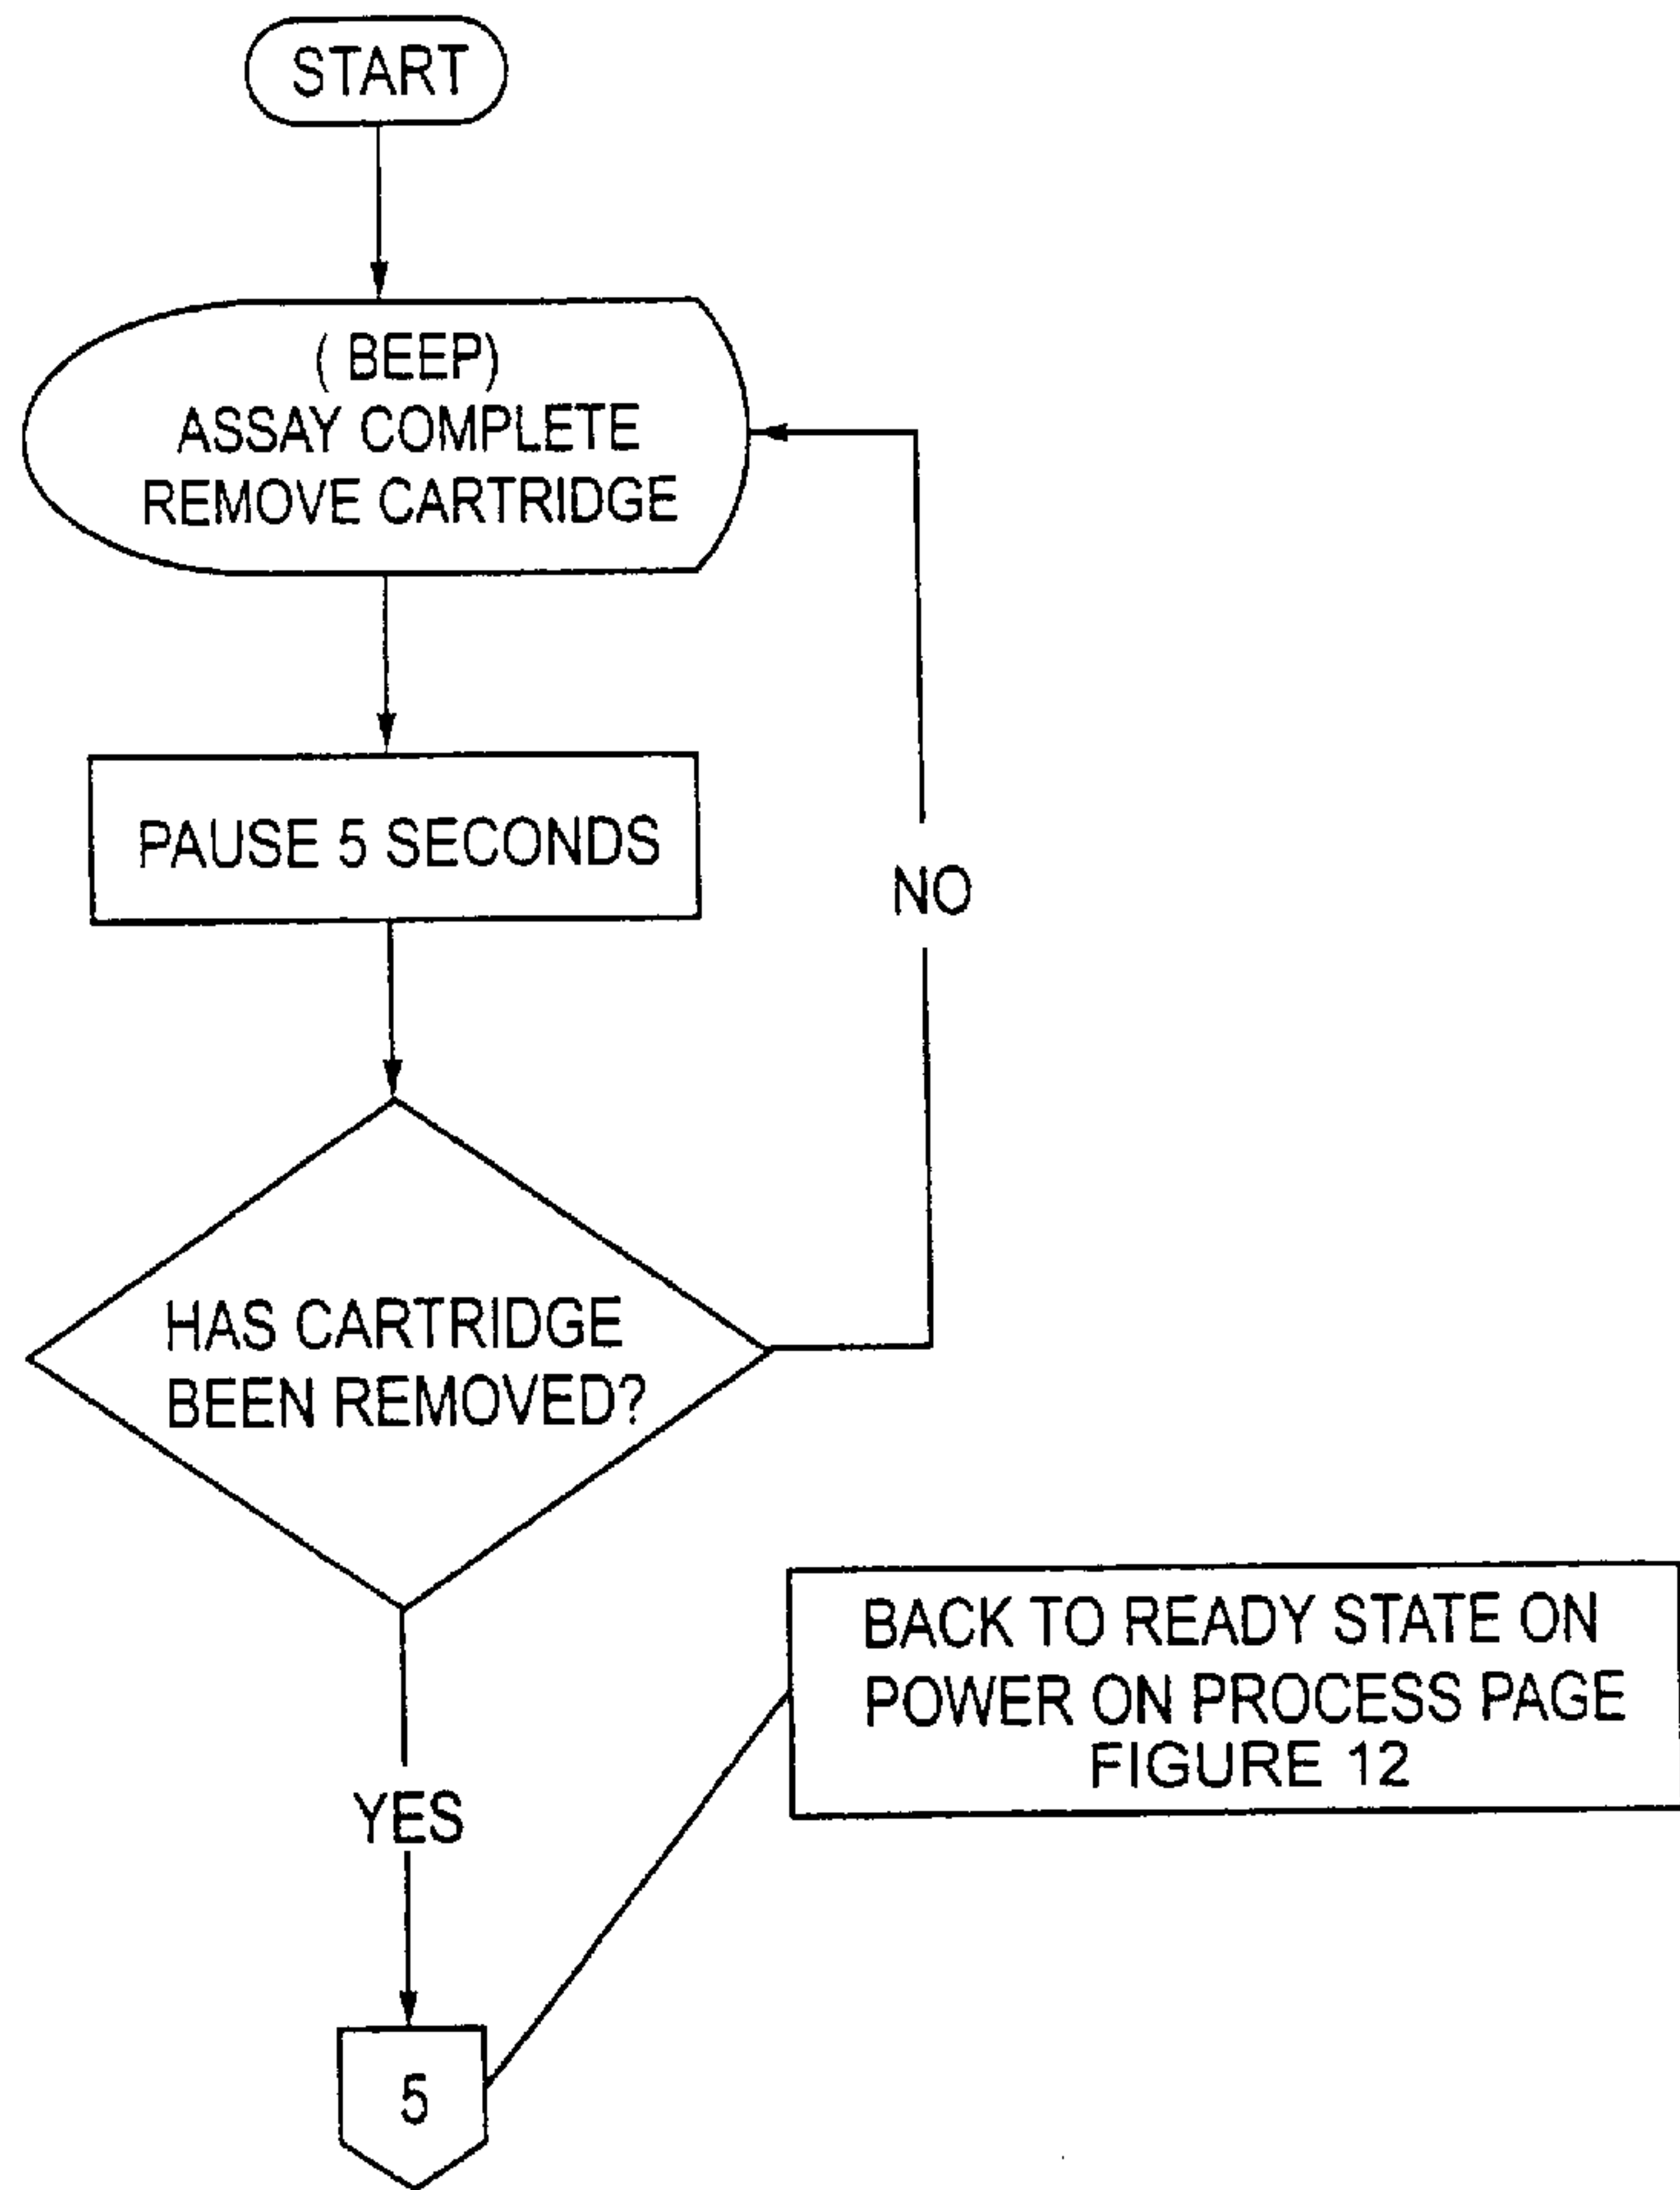 START
( BEEP)
ASSAY COMPLETE
REMOVE CARTRIDGE
PAUSE 5 SECONDS
NO
HAS CARTRIDGE
BEEN REMOVED?
BACK TO READY STATE ON
POWER ON PROCESS PAGE
FIGURE 12
YES
5